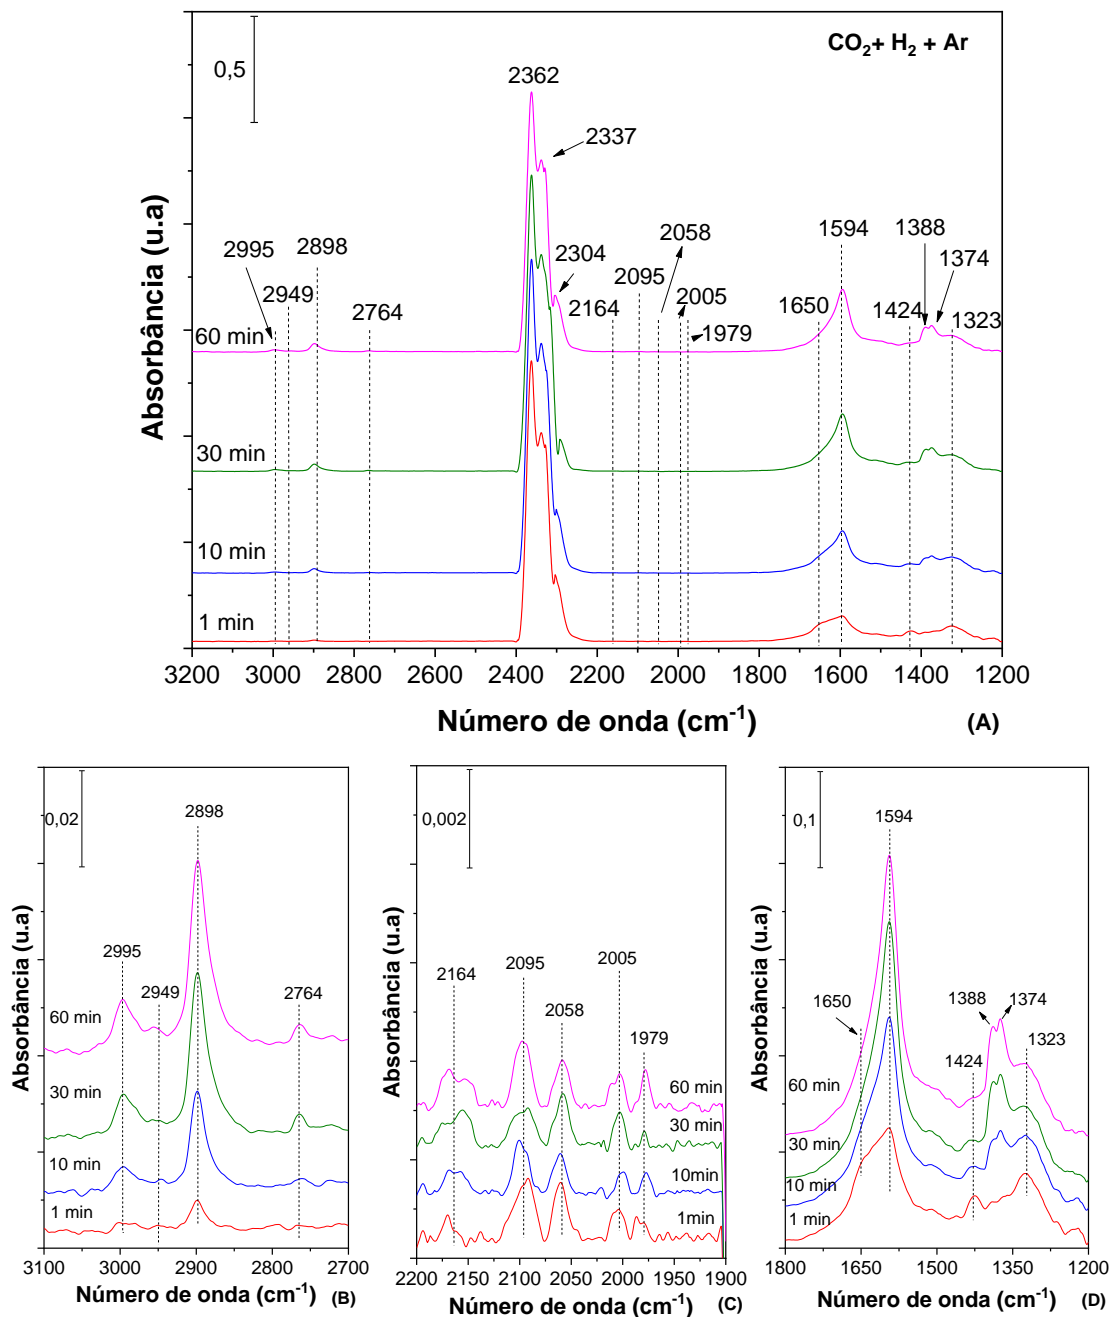 CO₂+ H₂ + Ar
0,5
2362
2337
2304
2995
2949
2898
2764
2164
2095
2058
2005
1979
1650
1594
1424
1388
1374
1323
60 min
30 min
10 min
1 min
Absorbância (u.a)
3200 3000 2800 2600 2400 2200 2000 1800 1600 1400 1200
Número de onda (cm⁻¹)
(A)
0,02
2898
2995
2949
2764
60 min
30 min
10 min
1 min
Absorbância (u.a)
3100 3000 2900 2800 2700
Número de onda (cm⁻¹)
(B)
0,002
2164
2095
2058
2005
1979
60 min
30 min
10min
1min
Absorbância (u.a)
2200 2150 2100 2050 2000 1950 1900
Número de onda (cm⁻¹)
(C)
0,1
1594
1650
1424
1388
1374
1323
60 min
30 min
10 min
1 min
Absorbância (u.a)
1800 1650 1500 1350 1200
Número de onda (cm⁻¹)
(D)